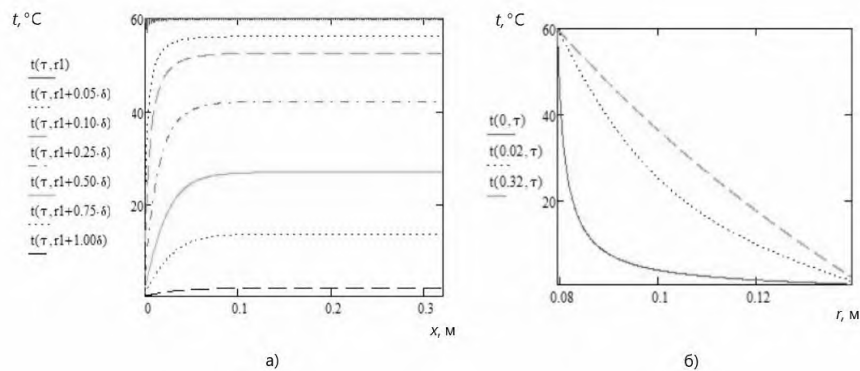 t, °C
60
40
20
0
0.1
0.2
0.3
x, м
t(τ,r1)
t(τ,r1+0.05·δ)
t(τ,r1+0.10·δ)
t(τ,r1+0.25·δ)
t(τ,r1+0.50·δ)
t(τ,r1+0.75·δ)
t(τ,r1+1.00δ)
а)
t, °C
60
40
20
0.08
0.1
0.12
r, м
t(0,τ)
t(0.02,τ)
t(0.32,τ)
б)